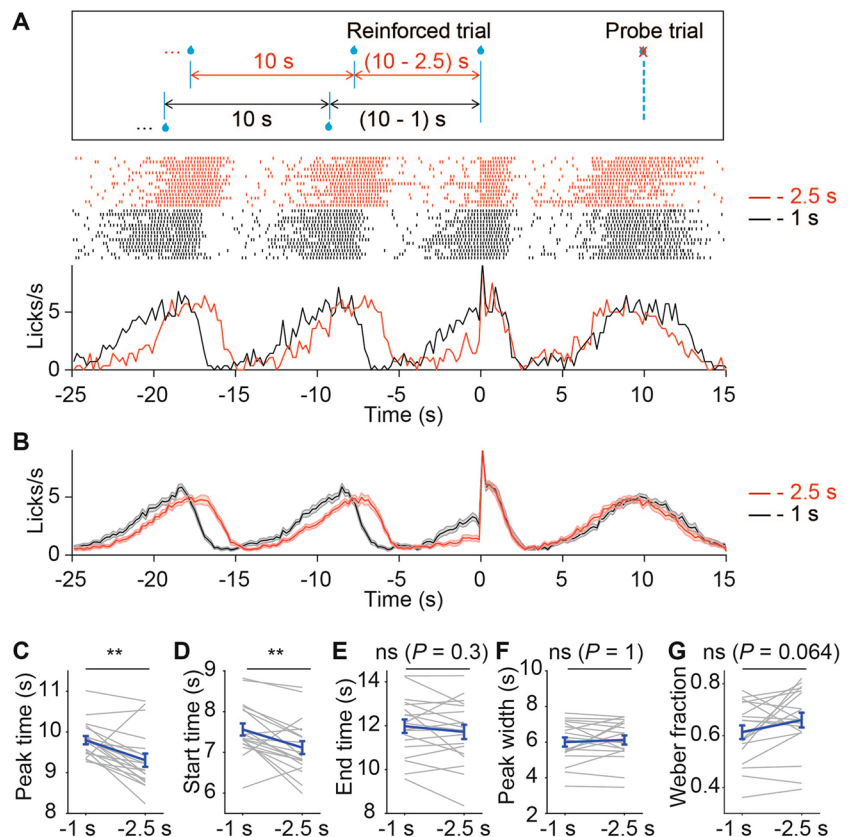 A
Reinforced trial
Probe trial
...
10 s
(10 - 2.5) s
10 s
(10 - 1) s
...
- 2.5 s
- 1 s
Licks/s
5
0
-25 -20 -15 -10 -5 0 5 10 15
Time (s)
B
Licks/s
5
0
- 2.5 s
- 1 s
-25 -20 -15 -10 -5 0 5 10 15
Time (s)
C
**
Peak time (s)
11
10
9
8
-1 s -2.5 s
D
**
Start time (s)
9
8
7
6
-1 s -2.5 s
E
ns (P = 0.3)
End time (s)
14
12
10
8
-1 s -2.5 s
F
ns (P = 1)
Peak width (s)
10
8
6
4
2
-1 s -2.5 s
G
ns (P = 0.064)
Weber fraction
0.8
0.6
0.4
-1 s -2.5 s